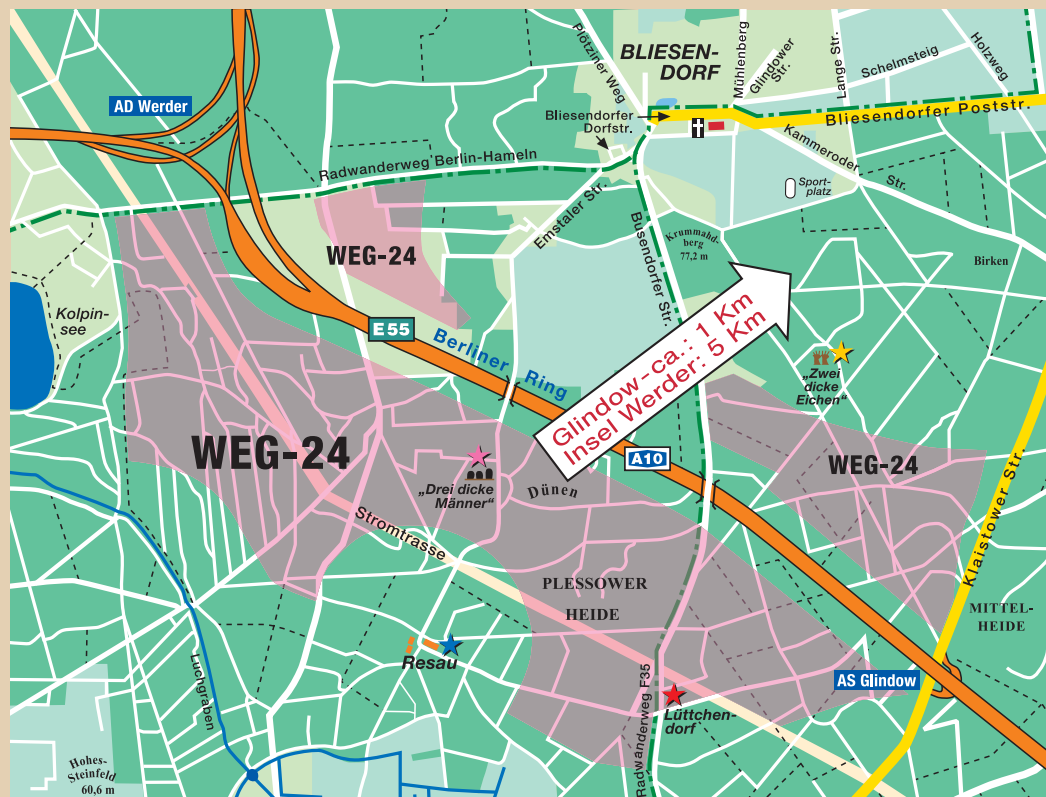 AD Werder
Plötziner Weg
BLIESEN-
DORF
Mühlenberg
Glindower
Str.
Lange Str.
Schelmsteig
Holzweg
Bliesendorfer
Dorfstr.
Bliesendorfer Poststr.
Kammeroder
Str.
Radwanderweg Berlin-Hameln
Sport-
platz
Emstaler Str.
Busendorfer Str.
Krummahd-
berg
77,2 m
Birken
WEG-24
Kolpin-
see
E 55
Berliner Ring
Glindow-ca.: 1 Km
Insel Werder: 5 Km
„Zwei
dicke
Eichen“
WEG-24
A10
WEG-24
„Drei dicke
Männer“
Dünen
Klaistower Str.
Stromtrasse
PLESSOWER
HEIDE
MITTEL-
HEIDE
Resau
Luchgraben
AS Glindow
Radwanderweg F35
Lüttchen-
dorf
Hohes-
Steinfeld
60,6 m